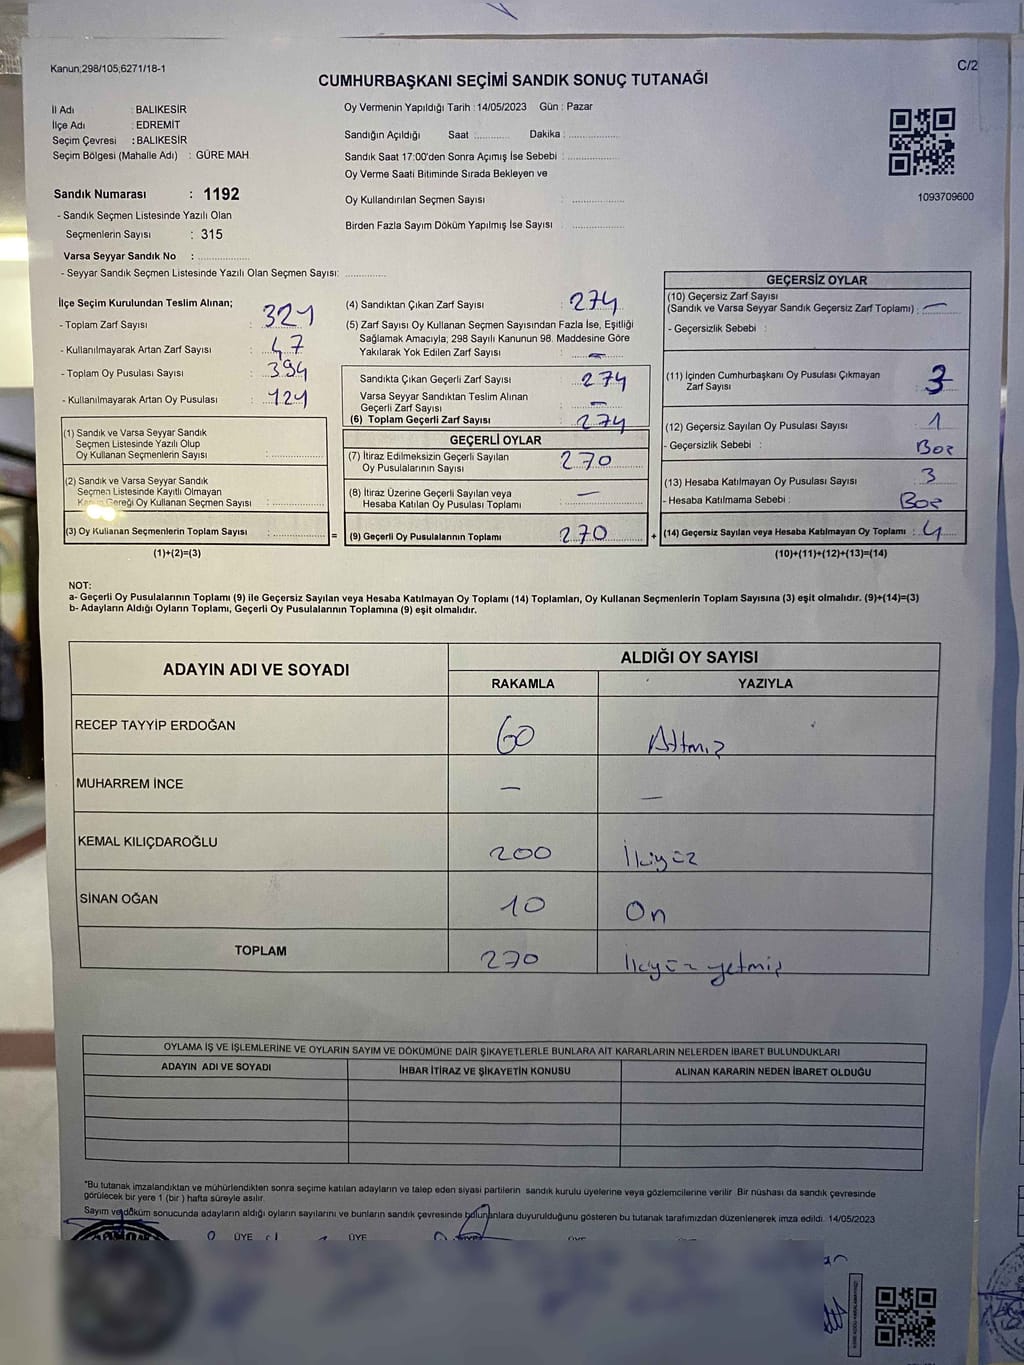 Kanun;298/105,6271/18-1
C/2
CUMHURBAŞKANI SEÇİMİ SANDIK SONUÇ TUTANAĞI
İl Adı : BALIKESİR
İlçe Adı : EDREMİT
Seçim Çevresi : BALIKESİR
Seçim Bölgesi (Mahalle Adı) : GÜRE MAH
Oy Vermenin Yapıldığı Tarih : 14/05/2023 Gün : Pazar
Sandığın Açıldığı Saat :............ Dakika : ..................
Sandık Saat 17:00'den Sonra Açımış İse Sebebi : ..................
Oy Verme Saati Bitiminde Sırada Bekleyen ve
Oy Kullandırılan Seçmen Sayısı : ..................
Birden Fazla Sayım Döküm Yapılmış İse Sayısı : ..................
1093709600
Sandık Numarası : 1192
- Sandık Seçmen Listesinde Yazılı Olan
Seçmenlerin Sayısı : 315
Varsa Seyyar Sandık No : ..................
- Seyyar Sandık Seçmen Listesinde Yazılı Olan Seçmen Sayısı: ..............
İlçe Seçim Kurulundan Teslim Alınan;
- Toplam Zarf Sayısı : 321
- Kullanılmayarak Artan Zarf Sayısı : 47
- Toplam Oy Pusulası Sayısı : 394
- Kullanılmayarak Artan Oy Pusulası : 124
(1) Sandık ve Varsa Seyyar Sandık
Seçmen Listesinde Yazılı Olup
Oy Kullanan Seçmenlerin Sayısı : ..................
(2) Sandık ve Varsa Seyyar Sandık
Seçmen Listesinde Kayıtlı Olmayan
Kanun Gereği Oy Kullanan Seçmen Sayısı : ..................
(3) Oy Kullanan Seçmenlerin Toplam Sayısı : .................. =
(1)+(2)=(3)
(4) Sandıktan Çıkan Zarf Sayısı : 274
(5) Zarf Sayısı Oy Kullanan Seçmen Sayısından Fazla İse, Eşitliği
Sağlamak Amacıyla; 298 Sayılı Kanunun 98. Maddesine Göre
Yakılarak Yok Edilen Zarf Sayısı : —
Sandıkta Çıkan Geçerli Zarf Sayısı : 274
Varsa Seyyar Sandıktan Teslim Alınan
Geçerli Zarf Sayısı : —
(6) Toplam Geçerli Zarf Sayısı : 274
GEÇERLİ OYLAR
(7) İtiraz Edilmeksizin Geçerli Sayılan
Oy Pusulalarının Sayısı : 270
(8) İtiraz Üzerine Geçerli Sayılan veya
Hesaba Katılan Oy Pusulası Toplamı : —
(9) Geçerli Oy Pusulalarının Toplamı : 270 +
GEÇERSİZ OYLAR
(10) Geçersiz Zarf Sayısı
(Sandık ve Varsa Seyyar Sandık Geçersiz Zarf Toplamı) : —
- Geçersizlik Sebebi :
(11) İçinden Cumhurbaşkanı Oy Pusulası Çıkmayan
Zarf Sayısı : 3
(12) Geçersiz Sayılan Oy Pusulası Sayısı : 1
- Geçersizlik Sebebi : Boş
(13) Hesaba Katılmayan Oy Pusulası Sayısı : 3
- Hesaba Katılmama Sebebi : Boş
(14) Geçersiz Sayılan veya Hesaba Katılmayan Oy Toplamı : 4
(10)+(11)+(12)+(13)=(14)
NOT:
a- Geçerli Oy Pusulalarının Toplamı (9) ile Geçersiz Sayılan veya Hesaba Katılmayan Oy Toplamı (14) Toplamları, Oy Kullanan Seçmenlerin Toplam Sayısına (3) eşit olmalıdır. (9)+(14)=(3)
b- Adayların Aldığı Oyların Toplamı, Geçerli Oy Pusulalarının Toplamına (9) eşit olmalıdır.
ADAYIN ADI VE SOYADI ALDIĞI OY SAYISI
RAKAMLA YAZIYLA
RECEP TAYYİP ERDOĞAN 60 Altmış
MUHARREM İNCE — —
KEMAL KILIÇDAROĞLU 200 İkiyüz
SİNAN OĞAN 10 On
TOPLAM 270 İkiyüz yetmiş
OYLAMA İŞ VE İŞLEMLERİNE VE OYLARIN SAYIM VE DÖKÜMÜNE DAİR ŞİKAYETLERLE BUNLARA AİT KARARLARIN NELERDEN İBARET BULUNDUKLARI
ADAYIN ADI VE SOYADI İHBAR İTİRAZ VE ŞİKAYETİN KONUSU ALINAN KARARIN NEDEN İBARET OLDUĞU
*Bu tutanak imzalandıktan ve mühürlendikten sonra seçime katılan adayların ve talep eden siyasi partilerin sandık kurulu üyelerine veya gözlemcilerine verilir. Bir nüshası da sandık çevresinde
görülecek bir yere 1 (bir ) hafta süreyle asılır.
Sayım ve döküm sonucunda adayların aldığı oyların sayılarını ve bunların sandık çevresinde bulunanlara duyurulduğunu gösteren bu tutanak tarafımızdan düzenlenerek imza edildi. 14/05/2023
ÜYE ÜYE